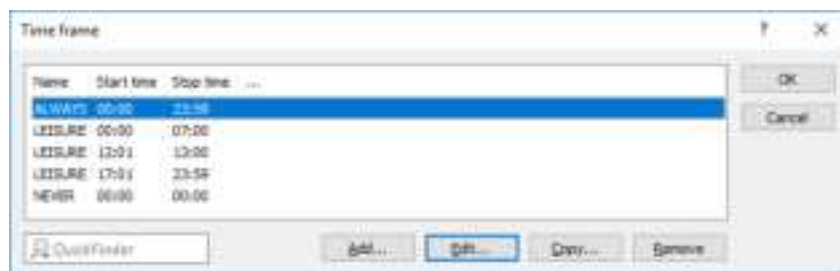 Time frame ? ×
Name Start time Stop time ...
OK
ALWAYS 00:00 23:59
Cancel
LEISURE 00:00 07:00
LEISURE 12:01 13:00
LEISURE 17:01 23:59
NEVER 00:00 00:00
QuickFinder Add... Edit... Copy... Remove